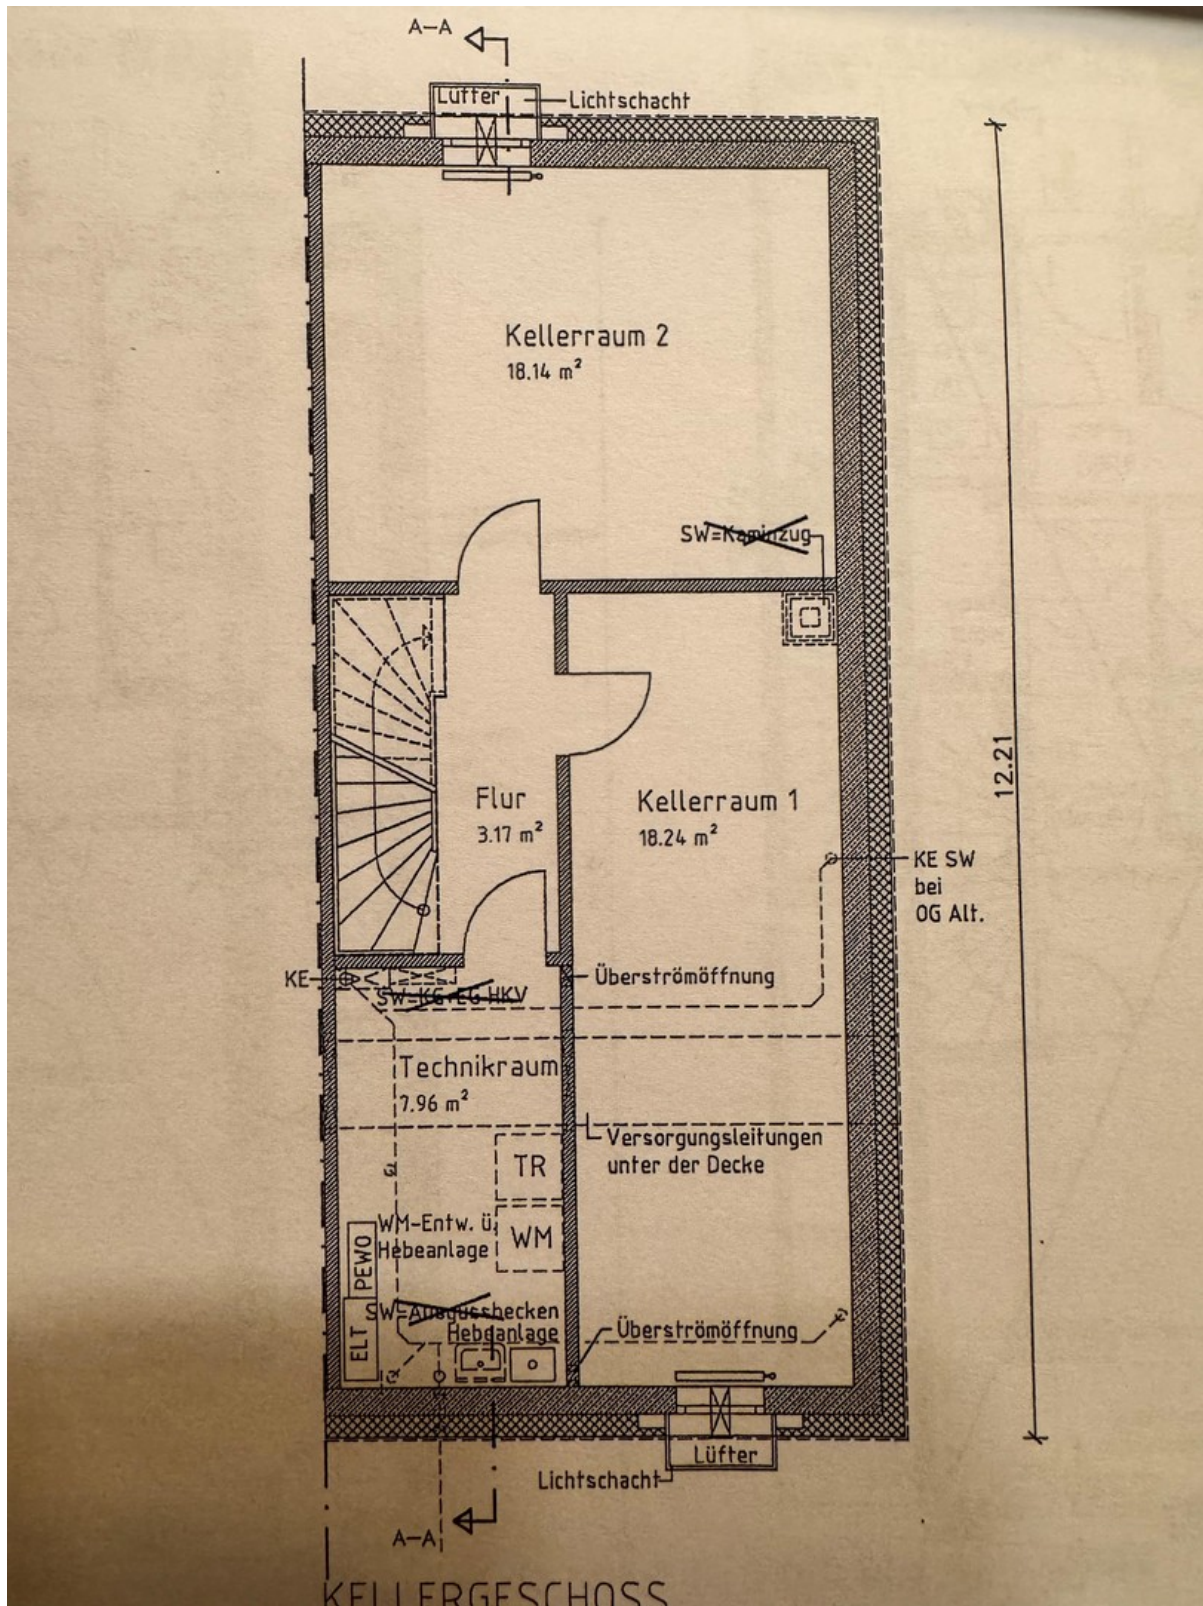 A-A
Lüfter
Lichtschacht
Kellerraum 2
18.14 m²
SW=Kaminzug
Flur
3.17 m²
Kellerraum 1
18.24 m²
12.21
KE SW
bei
OG Alt.
KE
SW=KG+EG HKV
Überströmöffnung
Technikraum
7.96 m²
Versorgungsleitungen
unter der Decke
TR
WM-Entw. ü.
Hebeanlage
WM
PEWO
ELT
SW=Ausgussbecken
Hebeanlage
Überströmöffnung
Lüfter
Lichtschacht
A-A
KELLERGESCHOSS